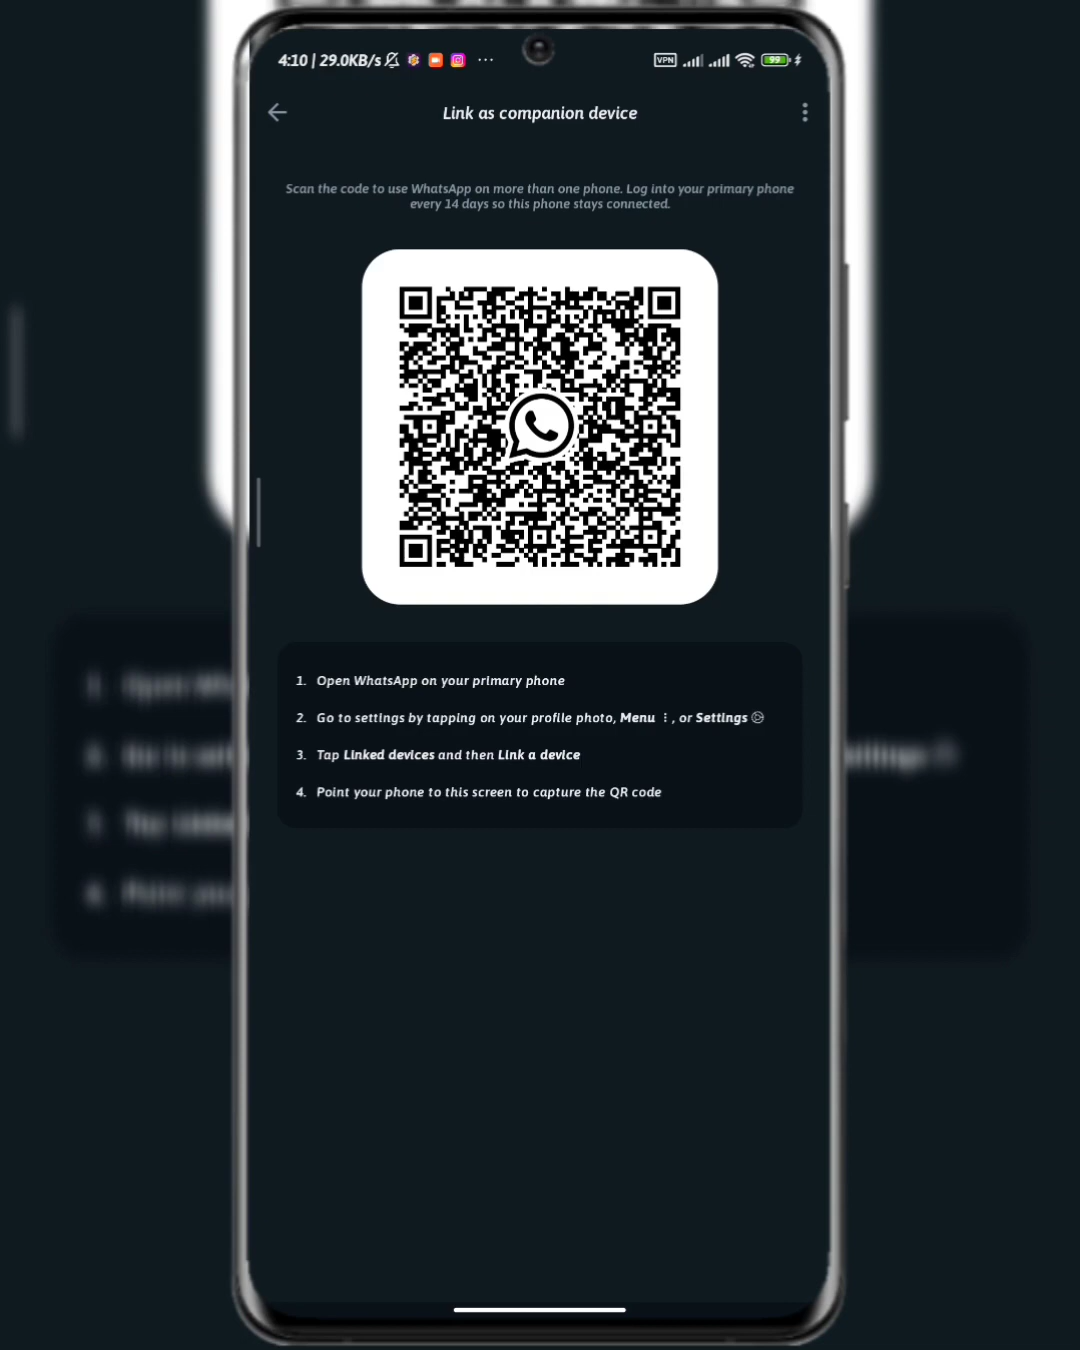 4:10 | 29.0KB/s
VPN
99
Link as companion device
Scan the code to use WhatsApp on more than one phone. Log into your primary phone
every 14 days so this phone stays connected.
1. Open WhatsApp on your primary phone
2. Go to settings by tapping on your profile photo, Menu ⋮, or Settings
3. Tap Linked devices and then Link a device
4. Point your phone to this screen to capture the QR code